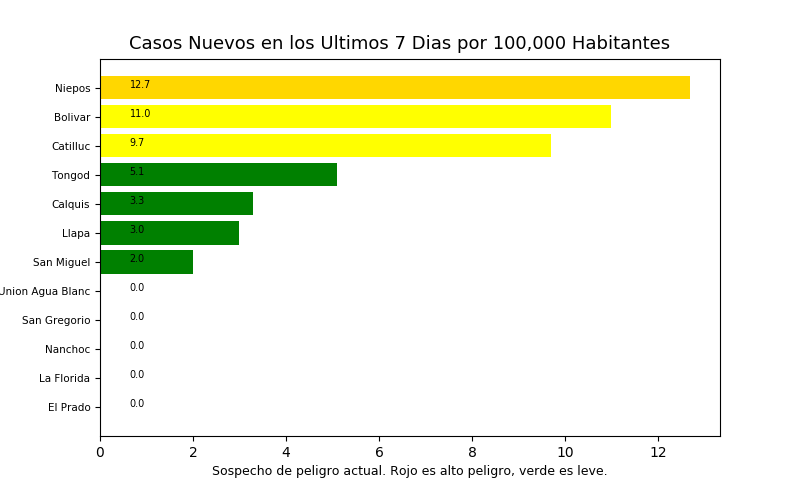 Casos Nuevos en los Ultimos 7 Dias por 100,000 Habitantes
Niepos 12.7
Bolivar 11.0
Catilluc 9.7
Tongod 5.1
Calquis 3.3
Llapa 3.0
San Miguel 2.0
Union Agua Blanc 0.0
San Gregorio 0.0
Nanchoc 0.0
La Florida 0.0
El Prado 0.0
0 2 4 6 8 10 12
Sospecho de peligro actual. Rojo es alto peligro, verde es leve.